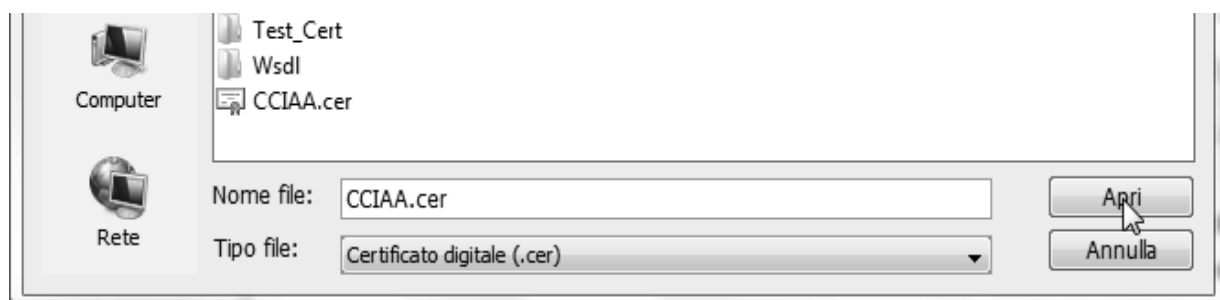 Test_Cert
Wsdl
Computer
CCIAA.cer
Nome file:
CCIAA.cer
Apri
Rete
Tipo file:
Certificato digitale (.cer)
Annulla